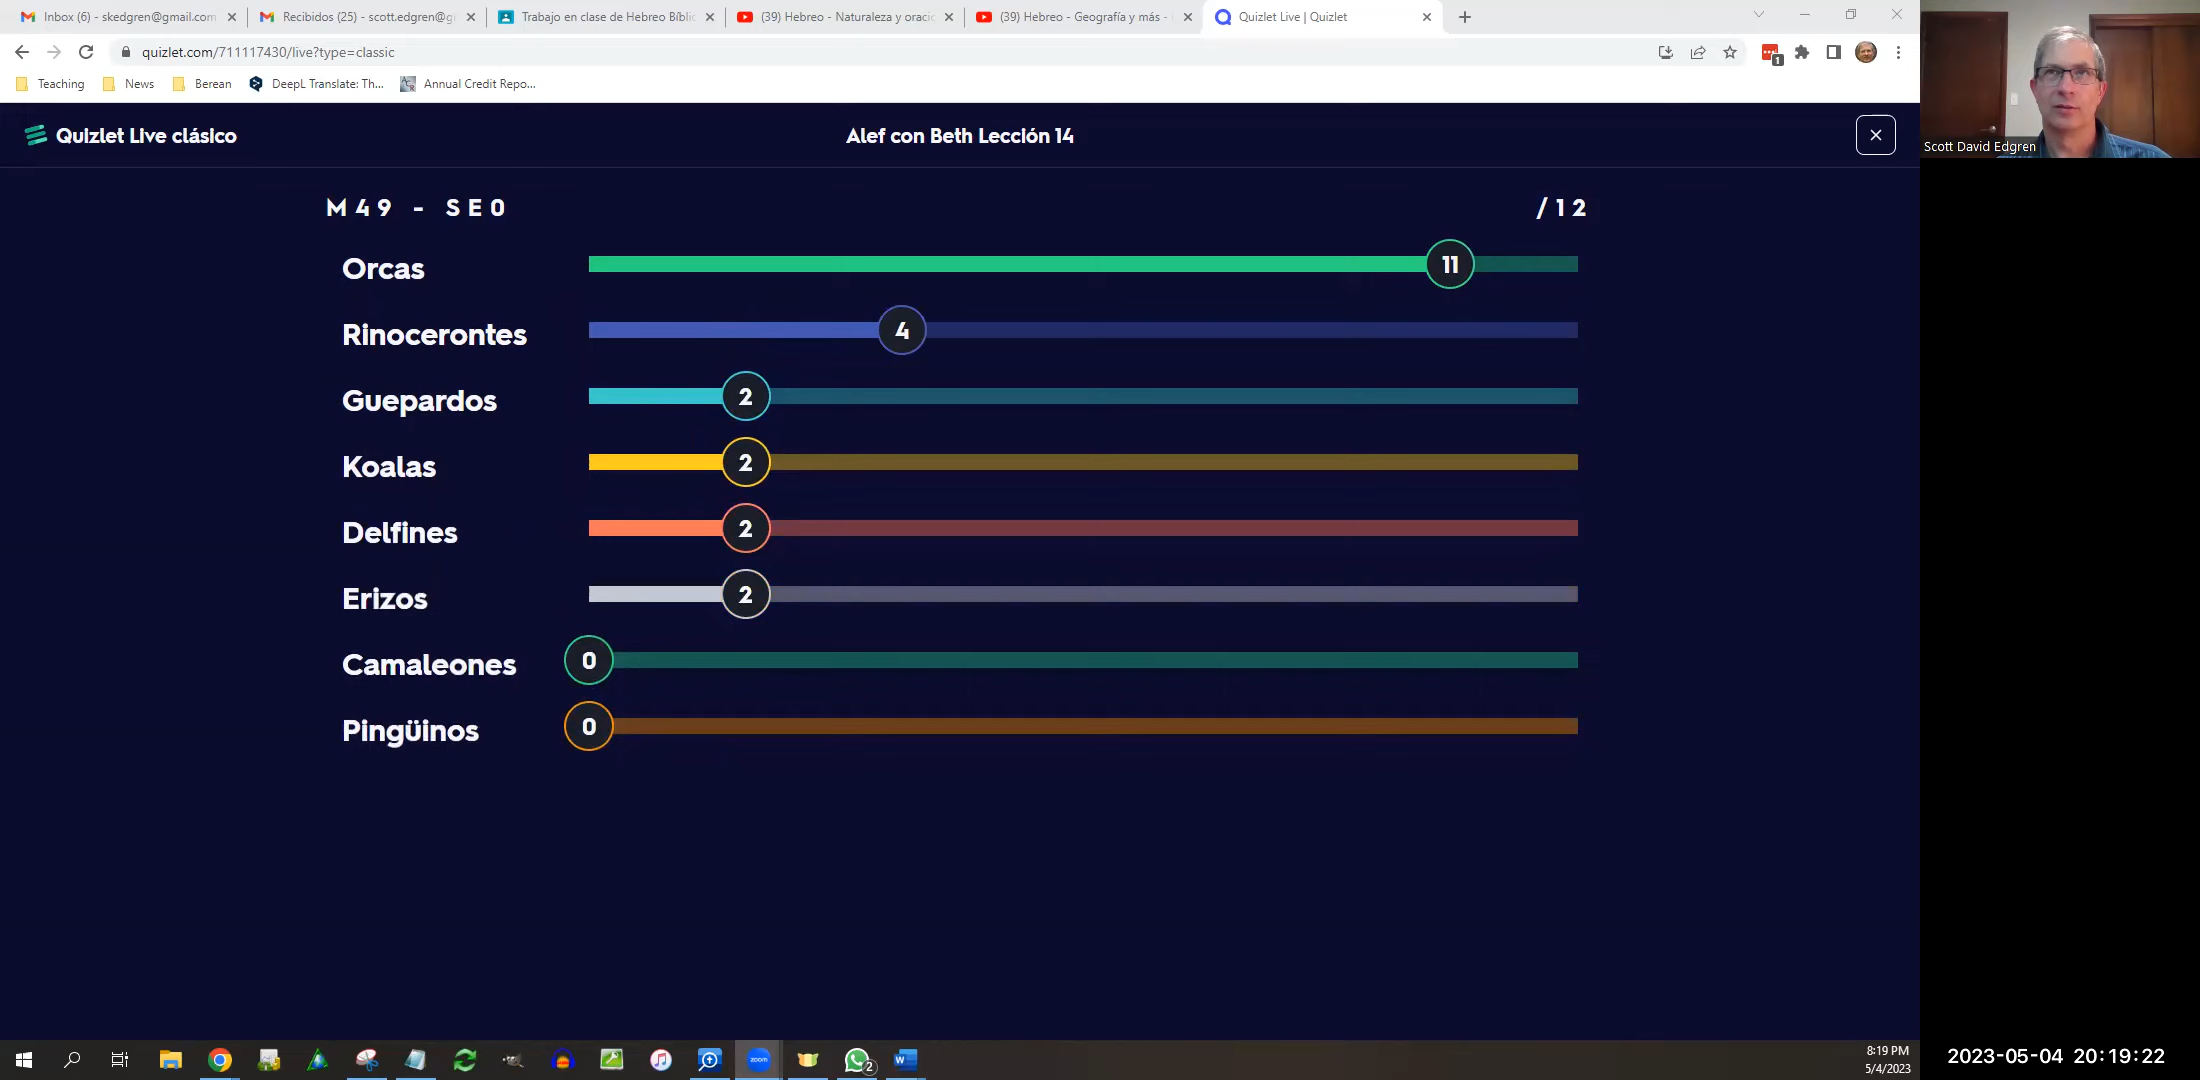 Inbox (6) - skedgren@gmail.com
Recibidos (25) - scott.edgren@g
Trabajo en clase de Hebreo Bíblic
(39) Hebreo - Naturaleza y oracio
(39) Hebreo - Geografía y más -
Quizlet Live | Quizlet
quizlet.com/711117430/live?type=classic
1
Teaching
News
Berean
DeepL Translate: Th...
Annual Credit Repo...
Quizlet Live clásico
Alef con Beth Lección 14
Scott David Edgren
M49 - SE0
/12
Orcas 11
Rinocerontes 4
Guepardos 2
Koalas 2
Delfines 2
Erizos 2
Camaleones 0
Pingüinos 0
zoom
2
W
8:19 PM
5/4/2023
2023-05-04 20:19:22